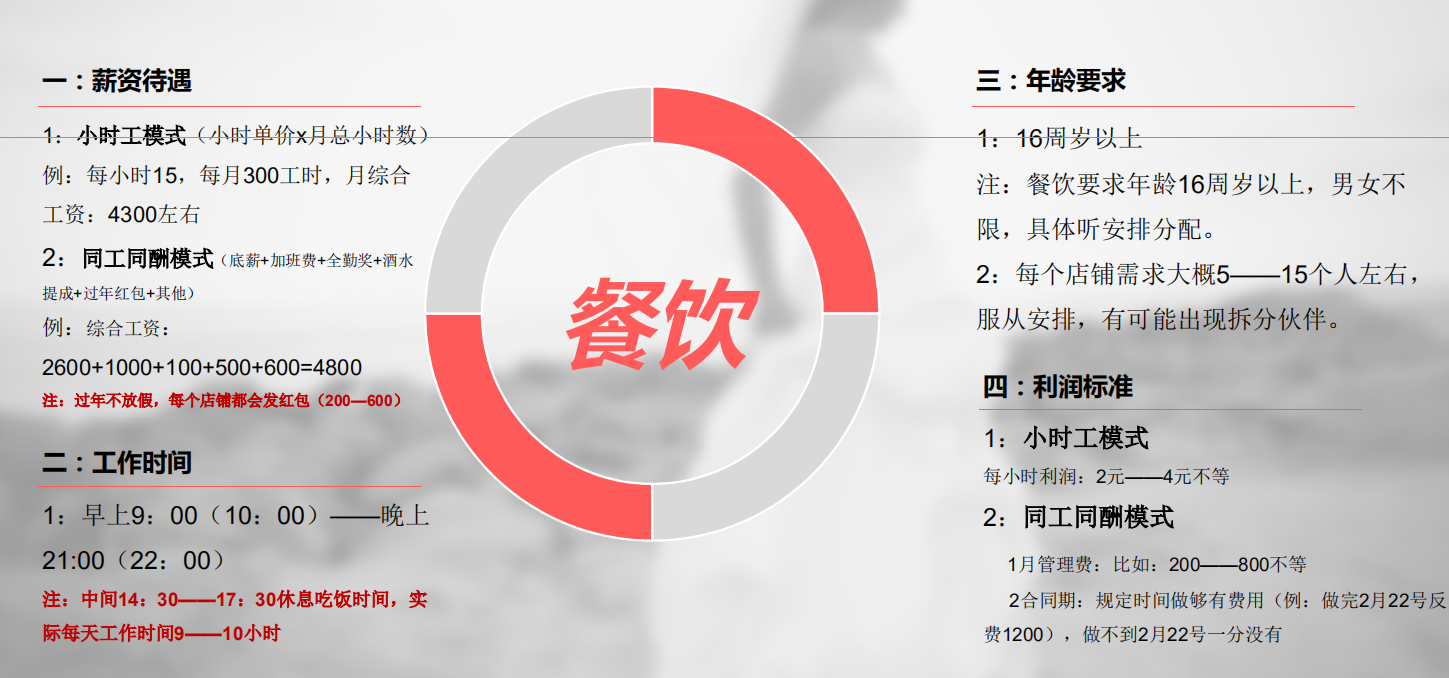 一：薪资待遇
1：小时工模式（小时单价x月总小时数）
例：每小时15，每月300工时，月综合
工资：4300左右
2：同工同酬模式（底薪+加班费+全勤奖+酒水
提成+过年红包+其他）
例：综合工资：
2600+1000+100+500+600=4800
注：过年不放假，每个店铺都会发红包（200—600）
二：工作时间
1：早上9：00（10：00）——晚上
21:00（22：00）
注：中间14：30——17：30休息吃饭时间，实
际每天工作时间9——10小时
餐饮
三：年龄要求
1：16周岁以上
注：餐饮要求年龄16周岁以上，男女不
限，具体听安排分配。
2：每个店铺需求大概5——15个人左右，
服从安排，有可能出现拆分伙伴。
四：利润标准
1：小时工模式
每小时利润：2元——4元不等
2：同工同酬模式
1月管理费：比如：200——800不等
2合同期：规定时间做够有费用（例：做完2月22号反
费1200），做不到2月22号一分没有